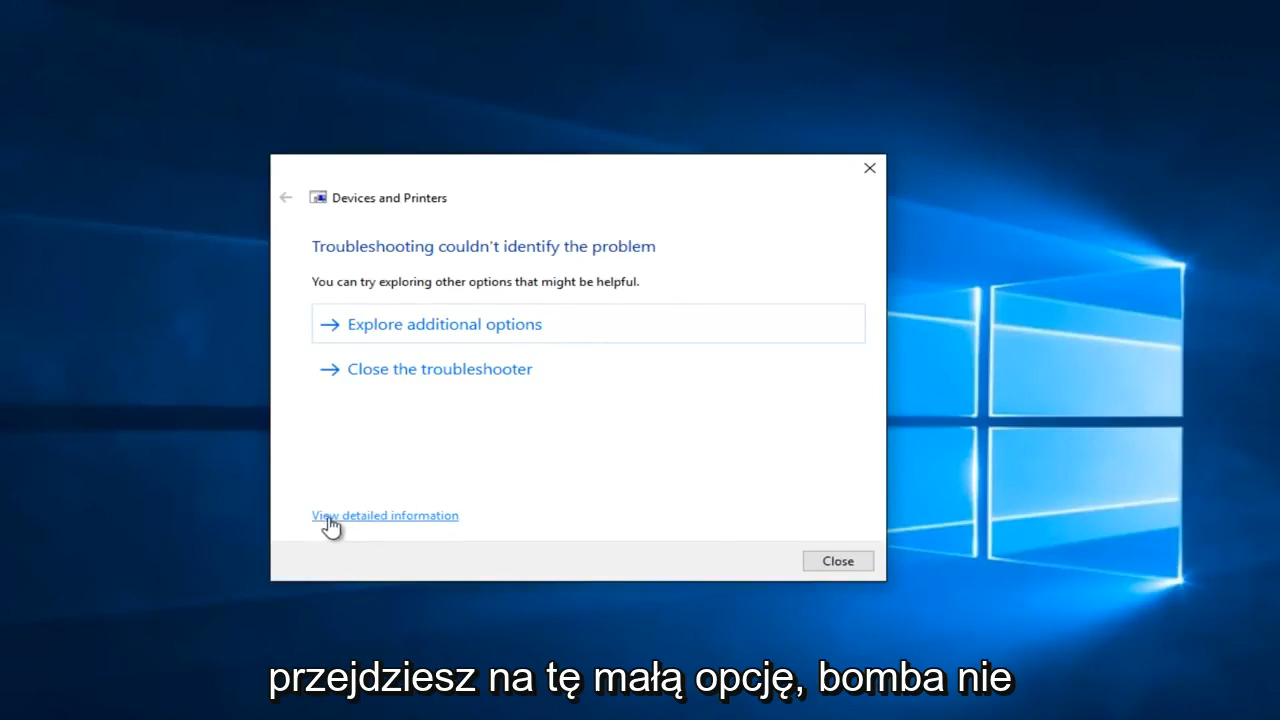 Devices and Printers
Troubleshooting couldn't identify the problem
You can try exploring other options that might be helpful.
Explore additional options
Close the troubleshooter
View detailed information
Close
przejdziesz na tę małą opcję, bomba nie